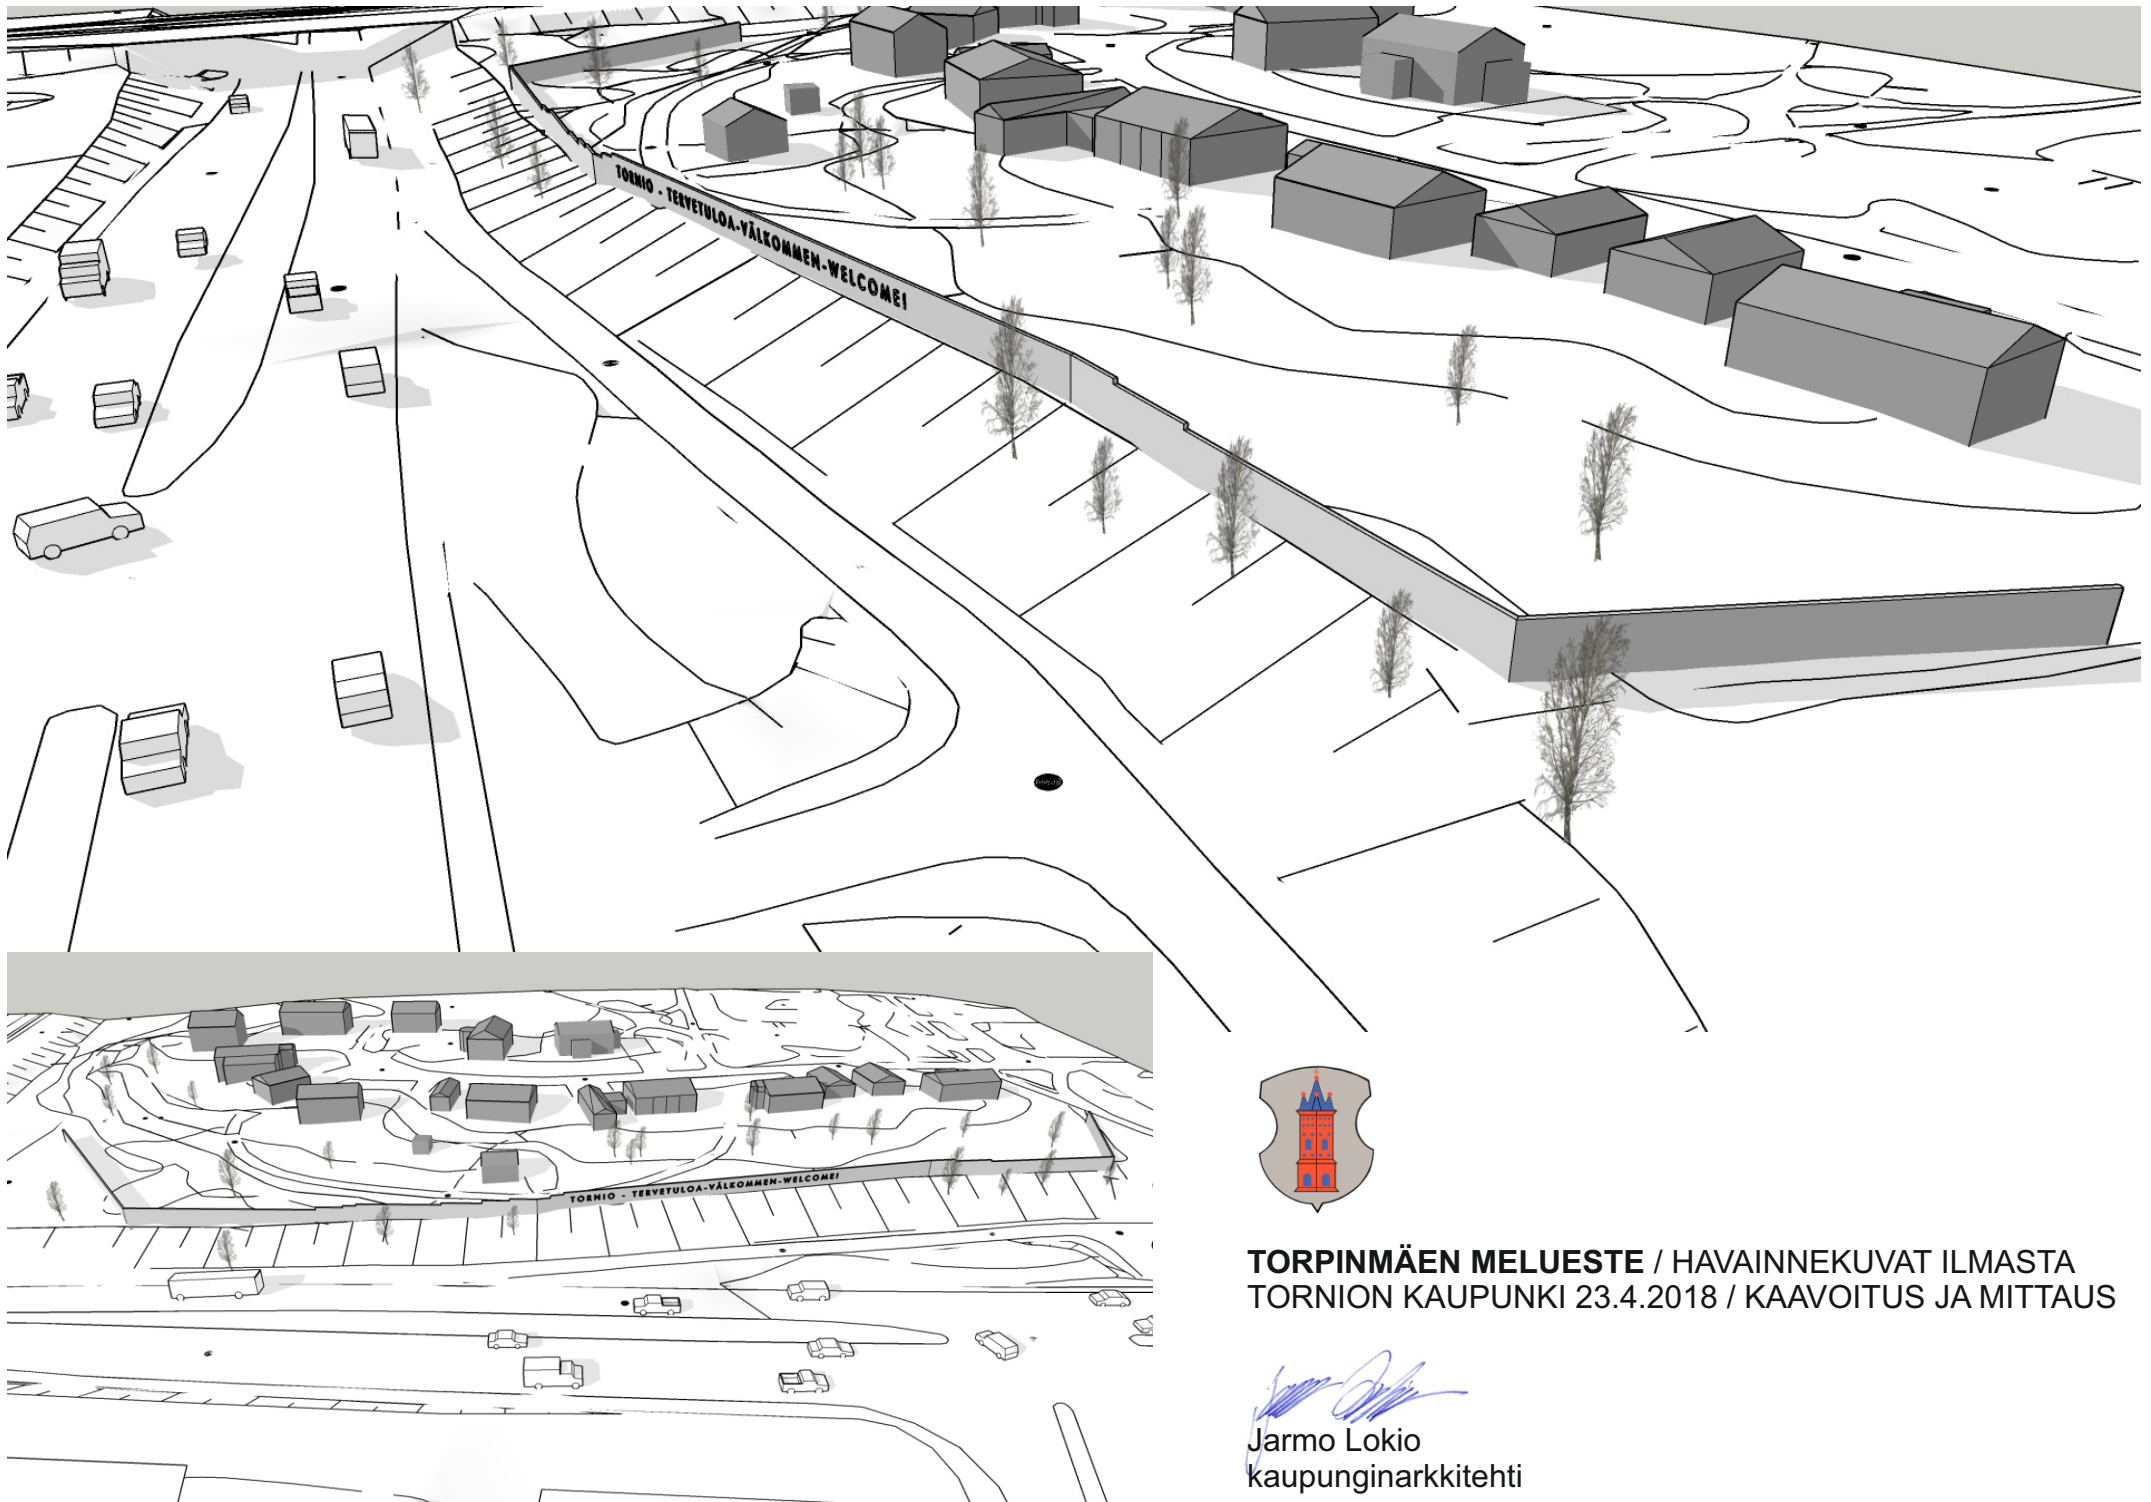 TORNIO - TERVETULOA-VÄLKOMMEN-WELCOME!
TORNIO - TERVETULOA-VÄLKOMMEN-WELCOME!
TORPINMÄEN MELUESTE / HAVAINNEKUVAT ILMASTA
TORNION KAUPUNKI 23.4.2018 / KAAVOITUS JA MITTAUS
Jarmo Lokio
kaupunginarkkitehti